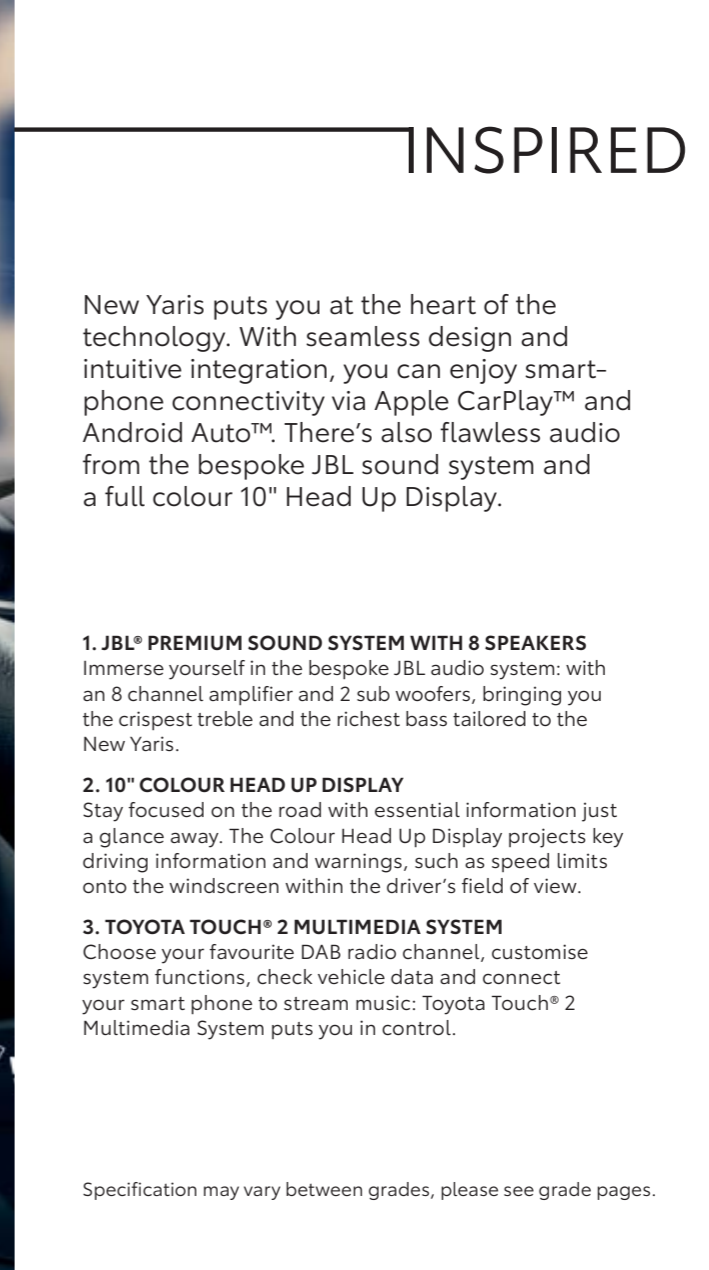 INSPIRED
New Yaris puts you at the heart of the
technology. With seamless design and
intuitive integration, you can enjoy smart-
phone connectivity via Apple CarPlay™ and
Android Auto™. There’s also flawless audio
from the bespoke JBL sound system and
a full colour 10" Head Up Display.
1. JBL® PREMIUM SOUND SYSTEM WITH 8 SPEAKERS
Immerse yourself in the bespoke JBL audio system: with
an 8 channel amplifier and 2 sub woofers, bringing you
the crispest treble and the richest bass tailored to the
New Yaris.
2. 10" COLOUR HEAD UP DISPLAY
Stay focused on the road with essential information just
a glance away. The Colour Head Up Display projects key
driving information and warnings, such as speed limits
onto the windscreen within the driver’s field of view.
3. TOYOTA TOUCH® 2 MULTIMEDIA SYSTEM
Choose your favourite DAB radio channel, customise
system functions, check vehicle data and connect
your smart phone to stream music: Toyota Touch® 2
Multimedia System puts you in control.
Specification may vary between grades, please see grade pages.